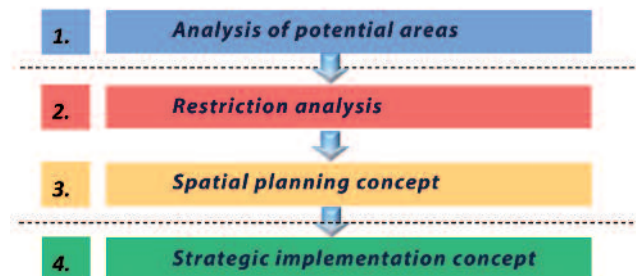 1. Analysis of potential areas
2. Restriction analysis
3. Spatial planning concept
4. Strategic implementation concept